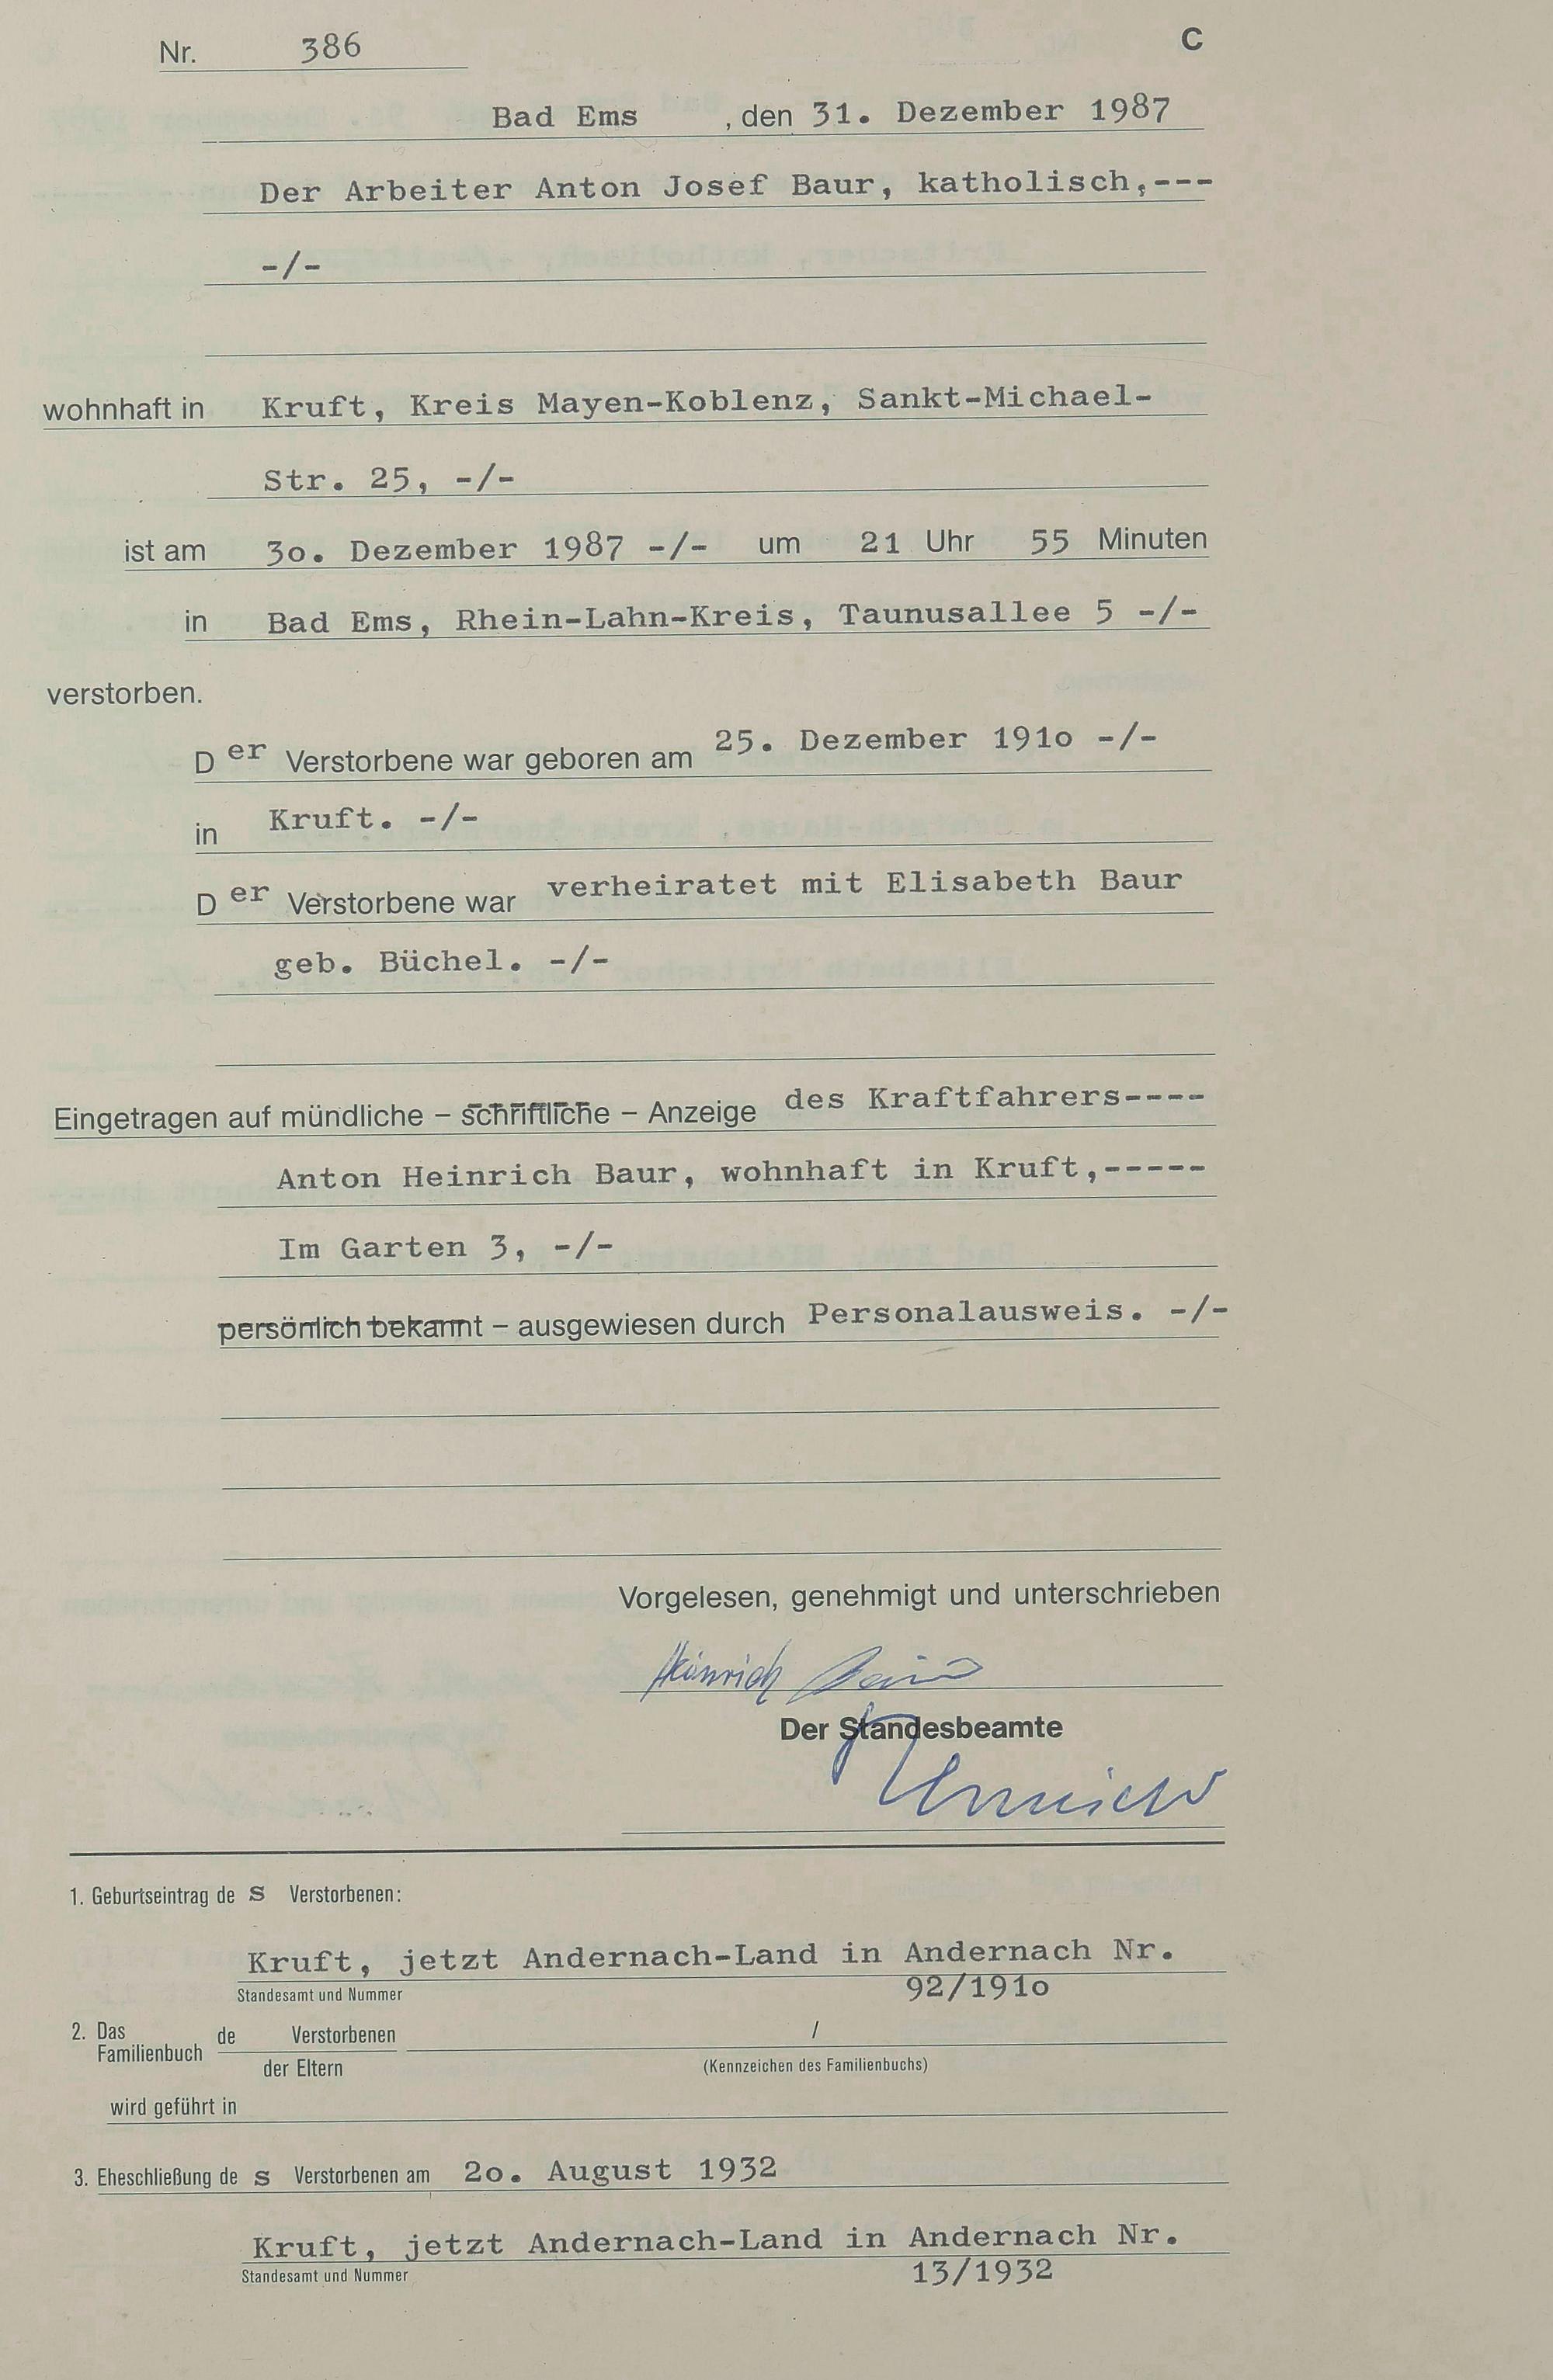 Nr. 386 C
Bad Ems , den 31. Dezember 1987
Der Arbeiter Anton Josef Baur, katholisch,---
-/-
wohnhaft in Kruft, Kreis Mayen-Koblenz, Sankt-Michael-
Str. 25, -/-
ist am 3o. Dezember 1987 -/- um 21 Uhr 55 Minuten
in Bad Ems, Rhein-Lahn-Kreis, Taunusallee 5 -/-
verstorben.
D er Verstorbene war geboren am 25. Dezember 191o -/-
in Kruft. -/-
D er Verstorbene war verheiratet mit Elisabeth Baur
geb. Büchel. -/-
Eingetragen auf mündliche – schriftliche – Anzeige des Kraftfahrers----
Anton Heinrich Baur, wohnhaft in Kruft,-----
Im Garten 3, -/-
persönlich bekannt – ausgewiesen durch Personalausweis. -/-
Vorgelesen, genehmigt und unterschrieben
Heinrich Baur
Der Standesbeamte
1. Geburtseintrag de s Verstorbenen:
Kruft, jetzt Andernach-Land in Andernach Nr.
Standesamt und Nummer 92/191o
2. Das Familienbuch de Verstorbenen /
der Eltern (Kennzeichen des Familienbuchs)
wird geführt in
3. Eheschließung de s Verstorbenen am 2o. August 1932
Kruft, jetzt Andernach-Land in Andernach Nr.
Standesamt und Nummer 13/1932